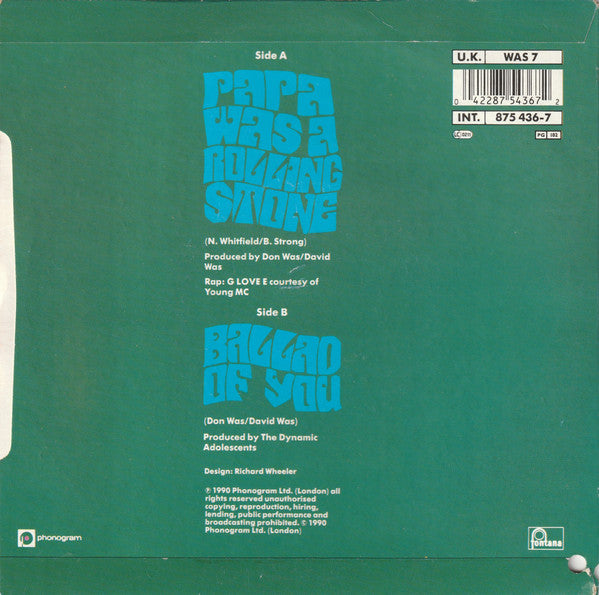 Side A
PAPA
WAS A
ROLLING
STONE
(N. Whitfield/B. Strong)
Produced by Don Was/David
Was
Rap: G LOVE E courtesy of
Young MC
Side B
BALLAD
OF YOU
(Don Was/David Was)
Produced by The Dynamic
Adolescents
Design: Richard Wheeler
℗ 1990 Phonogram Ltd. (London) all
rights reserved unauthorised
copying, reproduction, hiring,
lending, public performance and
broadcasting prohibited. © 1990
Phonogram Ltd. (London)
U.K. WAS 7
0 42287 54367 2
INT. 875 436-7
LC 0211
PG 182
phonogram
fontana